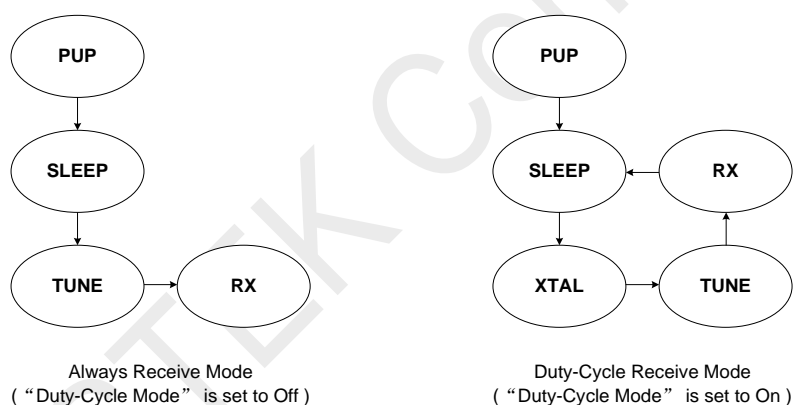 PUP
SLEEP
TUNE
RX
Always Receive Mode
( “Duty-Cycle Mode” is set to Off )
PUP
SLEEP
RX
XTAL
TUNE
Duty-Cycle Receive Mode
( “Duty-Cycle Mode” is set to On )